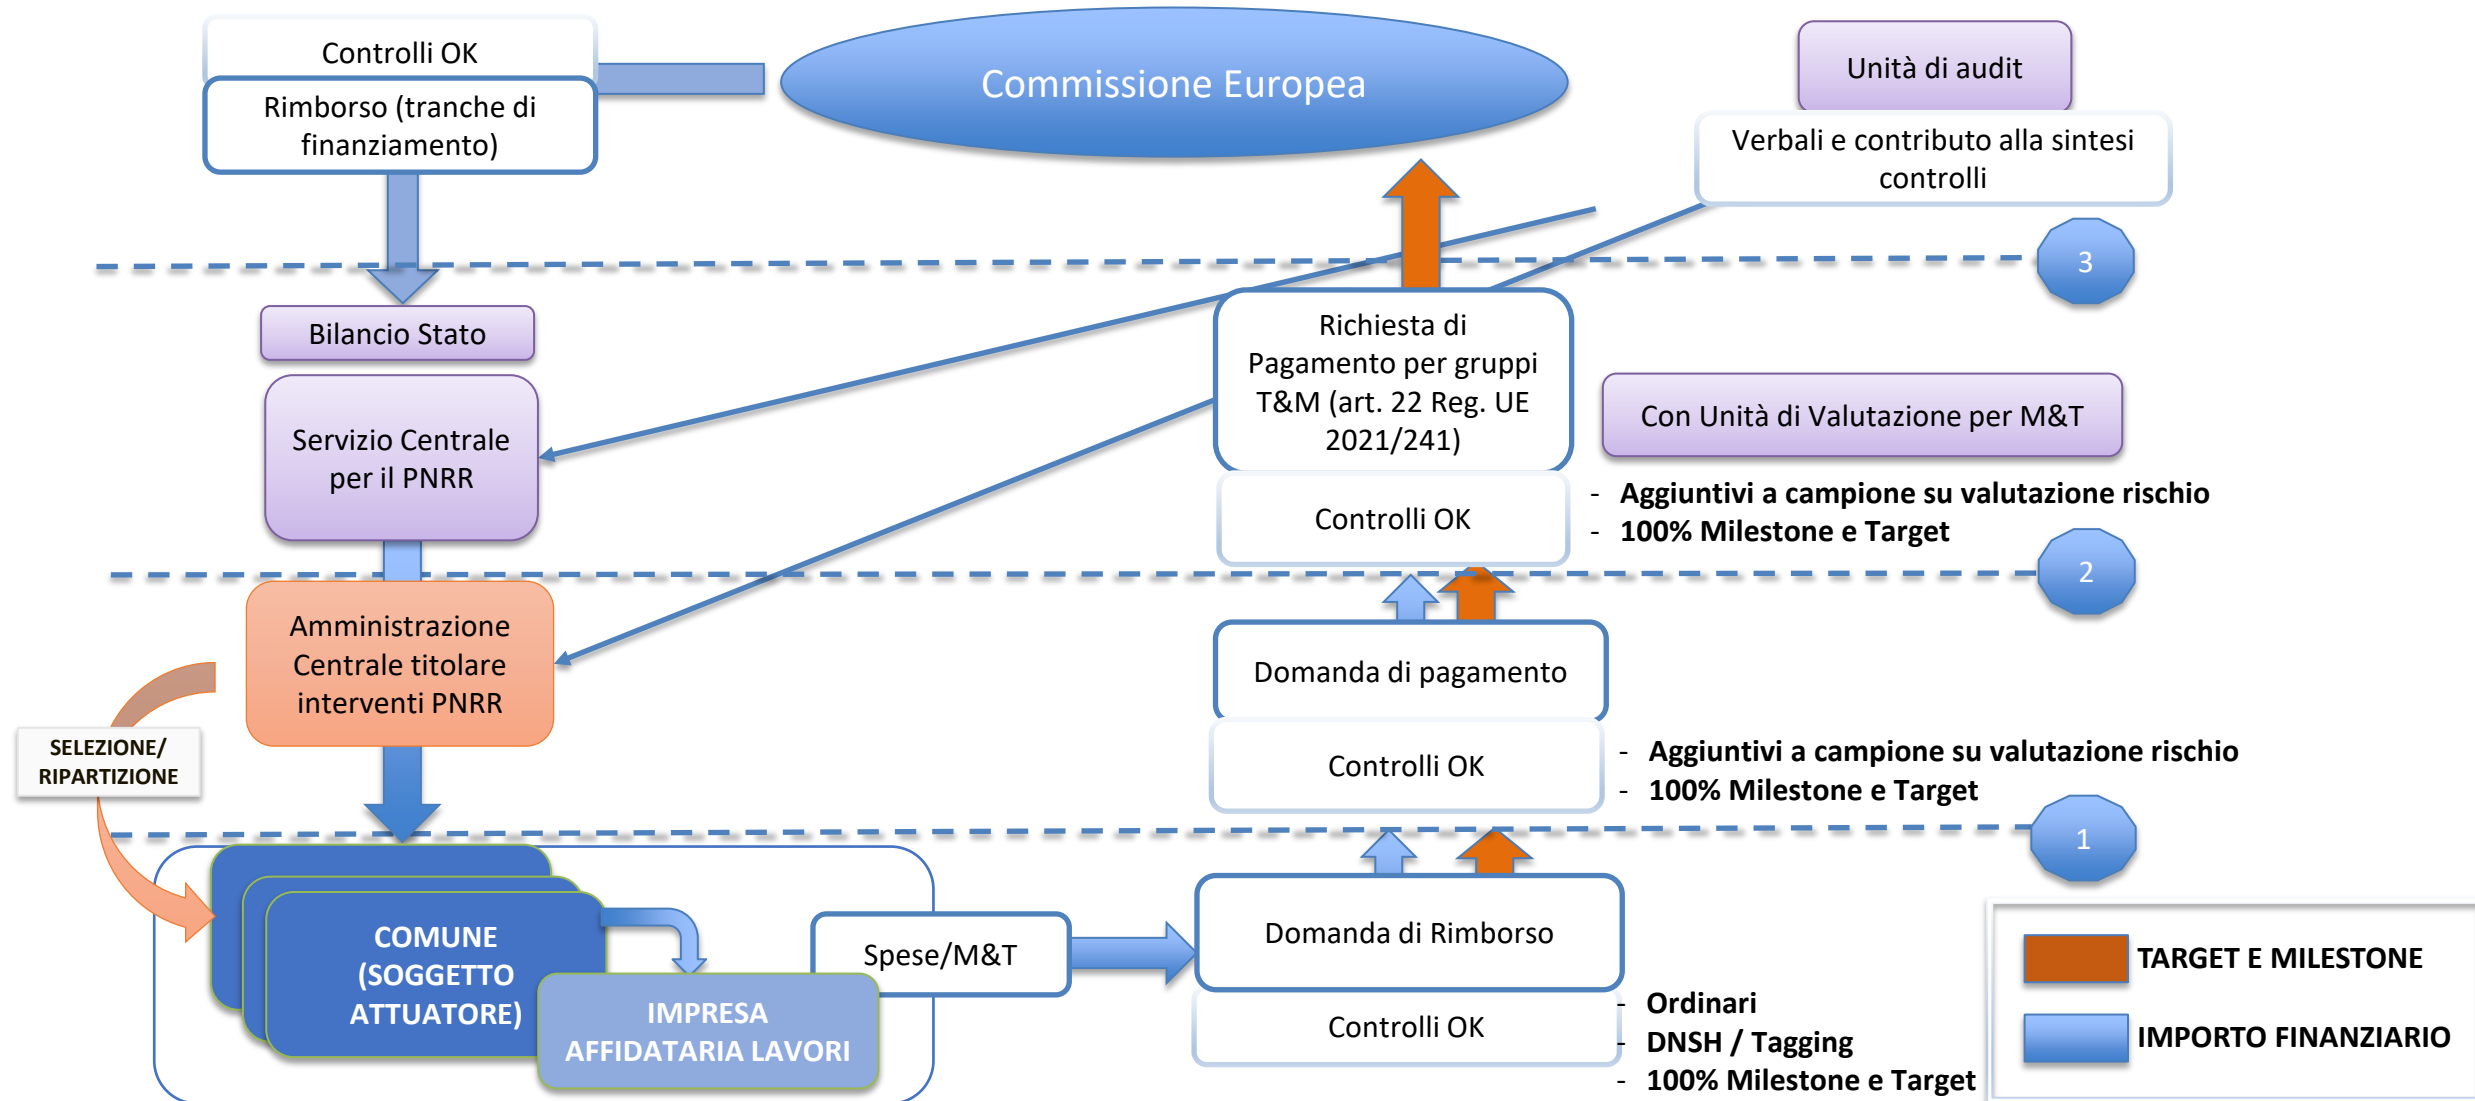 Controlli OK
Rimborso (tranche di
finanziamento)
Commissione Europea
Unità di audit
Verbali e contributo alla sintesi
controlli
3
Bilancio Stato
Servizio Centrale
per il PNRR
Richiesta di
Pagamento per gruppi
T&M (art. 22 Reg. UE
2021/241)
Con Unità di Valutazione per M&T
Controlli OK
- Aggiuntivi a campione su valutazione rischio
- 100% Milestone e Target
2
Amministrazione
Centrale titolare
interventi PNRR
Domanda di pagamento
SELEZIONE/
RIPARTIZIONE
Controlli OK
- Aggiuntivi a campione su valutazione rischio
- 100% Milestone e Target
1
COMUNE
(SOGGETTO
ATTUATORE)
IMPRESA
AFFIDATARIA LAVORI
Spese/M&T
Domanda di Rimborso
Controlli OK
- Ordinari
- DNSH / Tagging
- 100% Milestone e Target
TARGET E MILESTONE
IMPORTO FINANZIARIO